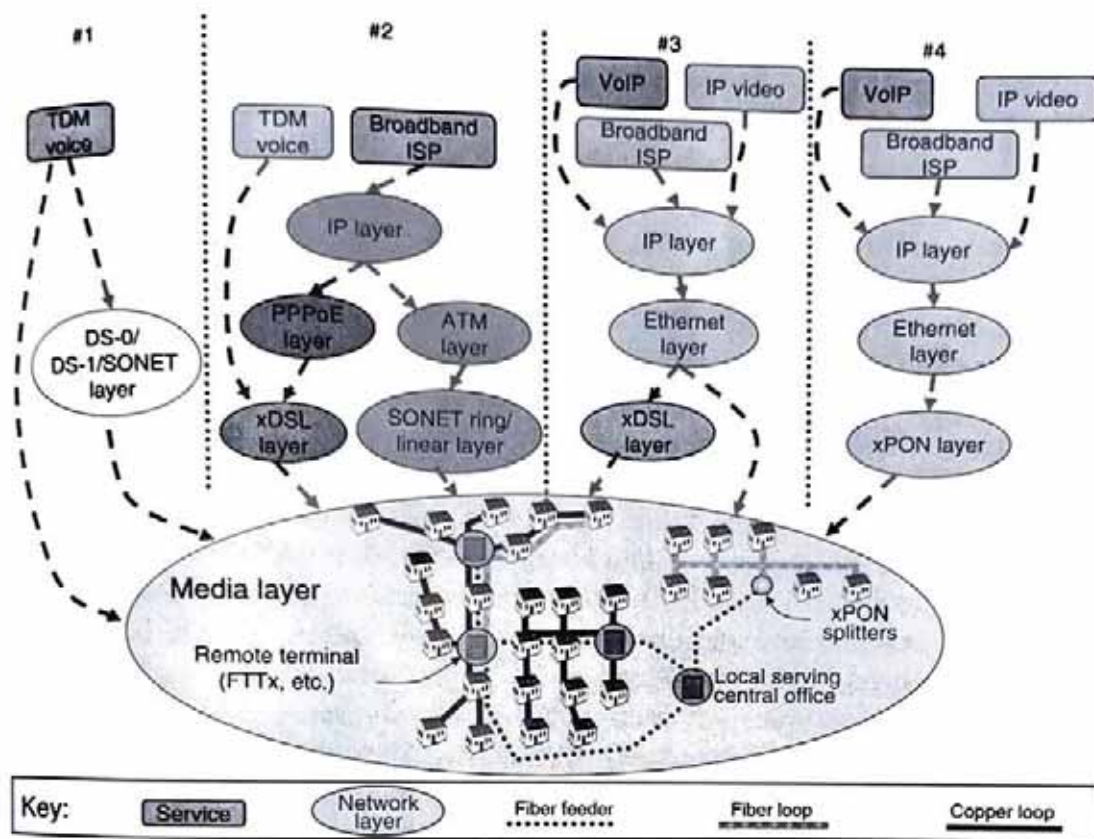 #1
#2
#3
#4
TDM
voice
TDM
voice
Broadband
ISP
VoIP
IP video
Broadband
ISP
VoIP
IP video
Broadband
ISP
IP layer
IP layer
IP layer
DS-0/
DS-1/SONET
layer
PPPoE
layer
ATM
layer
Ethernet
layer
Ethernet
layer
xDSL
layer
SONET ring/
linear layer
xDSL
layer
xPON layer
Media layer
xPON
splitters
Remote terminal
(FTTx, etc.)
Local serving
central office
Key:
Service
Network
layer
Fiber feeder
Fiber loop
Copper loop